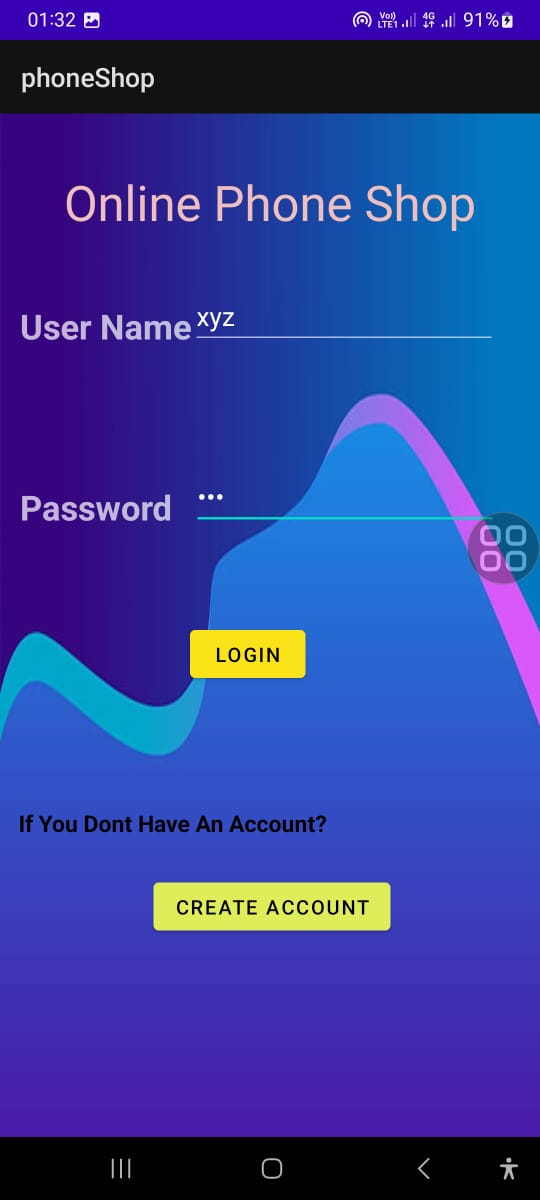 01:32 Vo) LTE1 4G 91%
phoneShop
Online Phone Shop
User Name xyz
Password •••
LOGIN
If You Dont Have An Account?
CREATE ACCOUNT